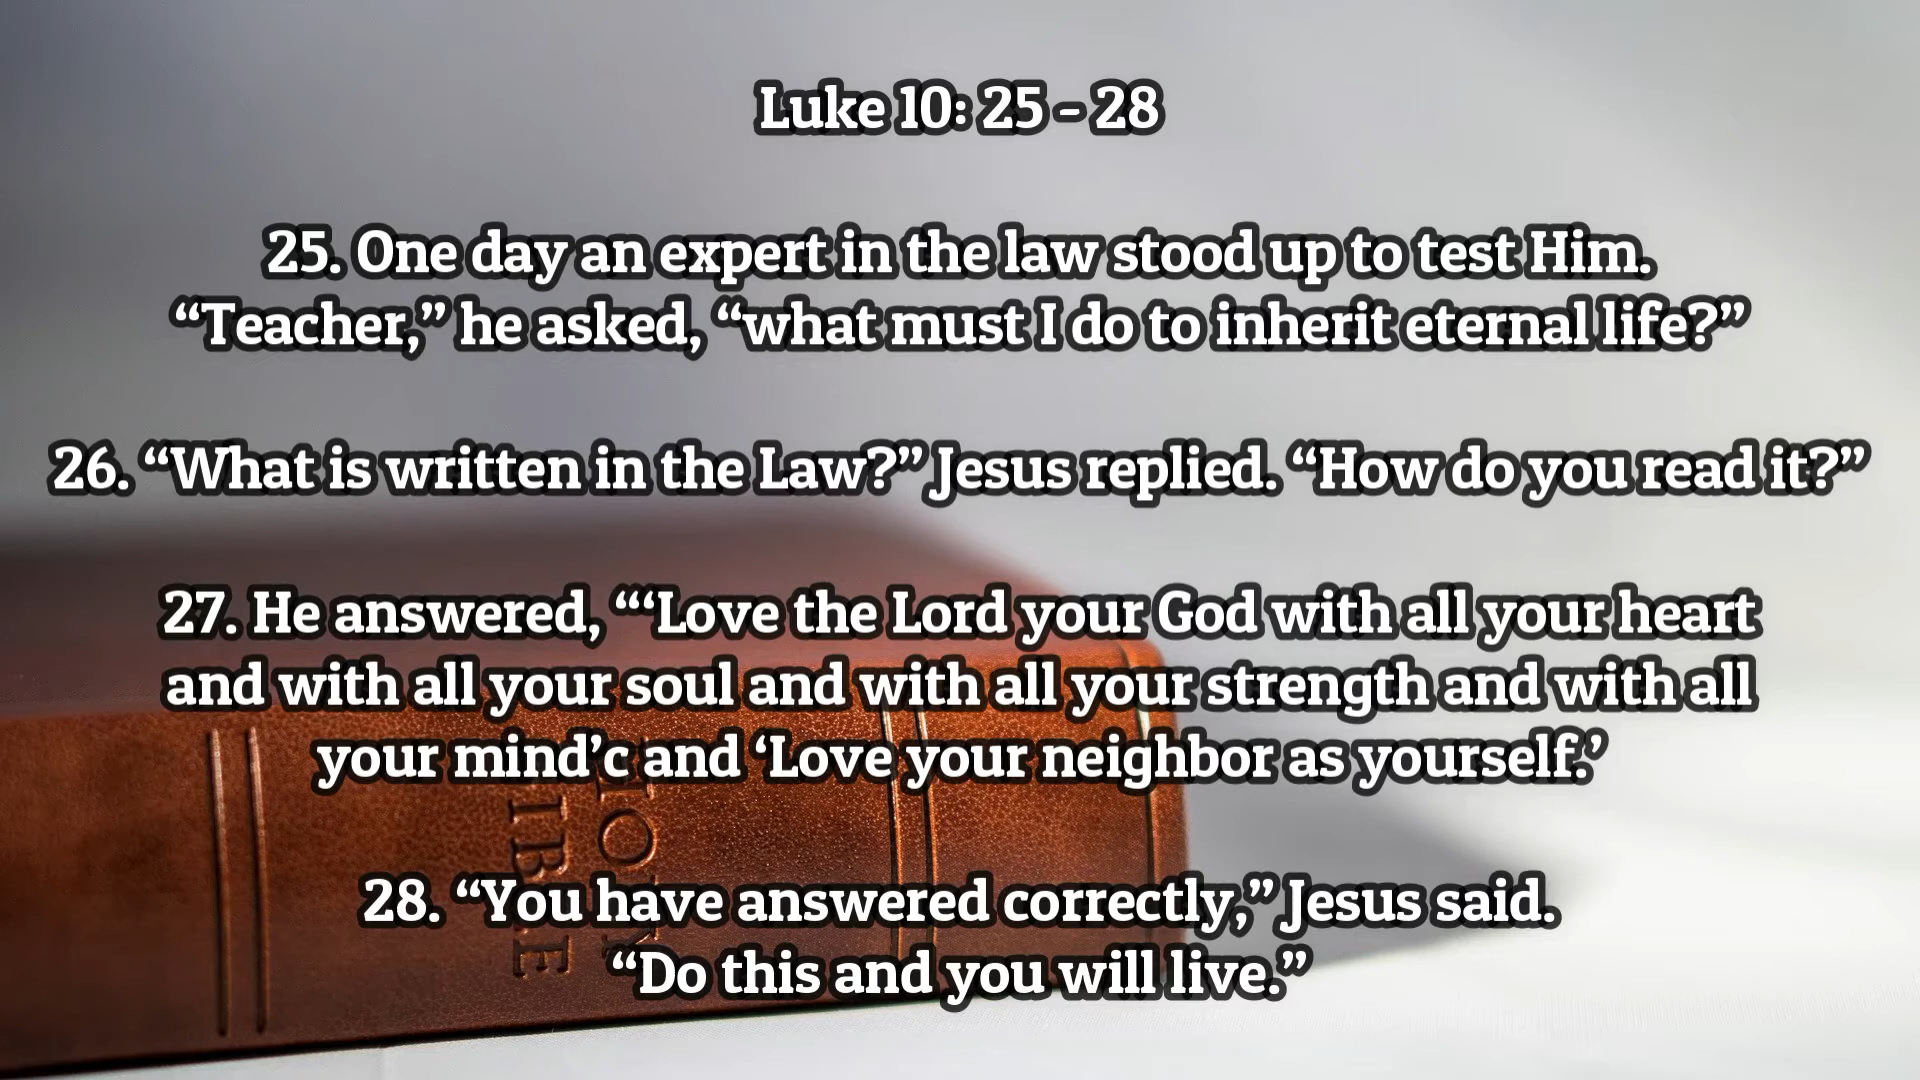 Luke 10: 25 – 28
25. One day an expert in the law stood up to test Him.
“Teacher,” he asked, “what must I do to inherit eternal life?”
26. “What is written in the Law?” Jesus replied. “How do you read it?”
27. He answered, “‘Love the Lord your God with all your heart
and with all your soul and with all your strength and with all
your mind’c and ‘Love your neighbor as yourself.’
28. “You have answered correctly,” Jesus said.
“Do this and you will live.”
HOLY
BIBLE